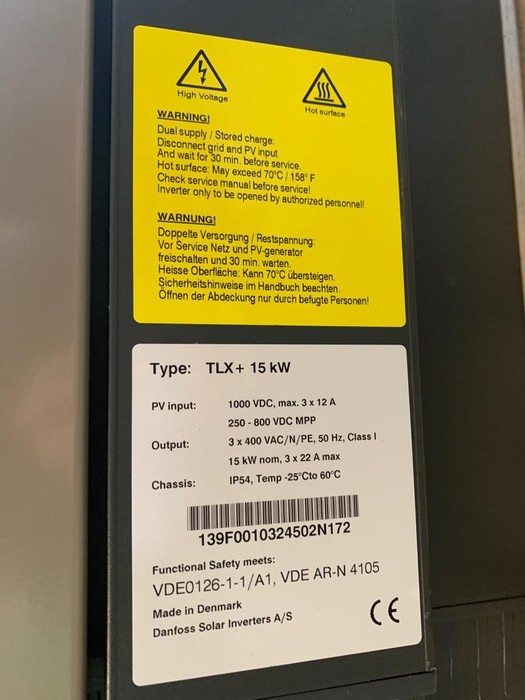 High Voltage
Hot surface
WARNING!
Dual supply / Stored charge:
Disconnect grid and PV input
And wait for 30 min. before service.
Hot surface: May exceed 70°C / 158° F
Check service manual before service!
Inverter only to be opened by authorized personnel!
WARNUNG!
Doppelte Versorgung / Restspannung:
Vor Service Netz und PV-generator
freischalten und 30 min. warten.
Heisse Oberfläche: Kann 70°C übersteigen.
Sicherheitshinweise im Handbuch beachten.
Öffnen der Abdeckung nur durch befugte Personen!
Type: TLX+ 15 kW
PV input: 1000 VDC, max. 3 x 12 A
250 - 800 VDC MPP
Output: 3 x 400 VAC/N/PE, 50 Hz, Class I
15 kW nom, 3 x 22 A max
Chassis: IP54, Temp -25°Cto 60°C
139F0010324502N172
Functional Safety meets:
VDE0126-1-1/A1, VDE AR-N 4105
Made in Denmark
Danfoss Solar Inverters A/S
CE